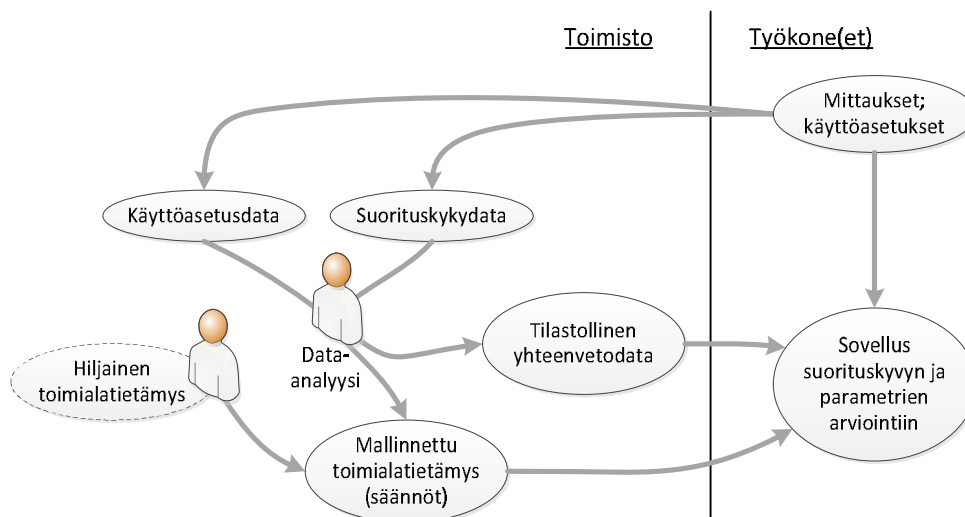 Toimisto
Työkone(et)
Mittaukset;
käyttöasetukset
Käyttöasetusdata
Suorituskykydata
Data-
analyysi
Tilastollinen
yhteenvetodata
Hiljainen
toimialatietämys
Sovellus
suorituskyvyn ja
parametrien
arviointiin
Mallinnettu
toimialatietämys
(säännöt)